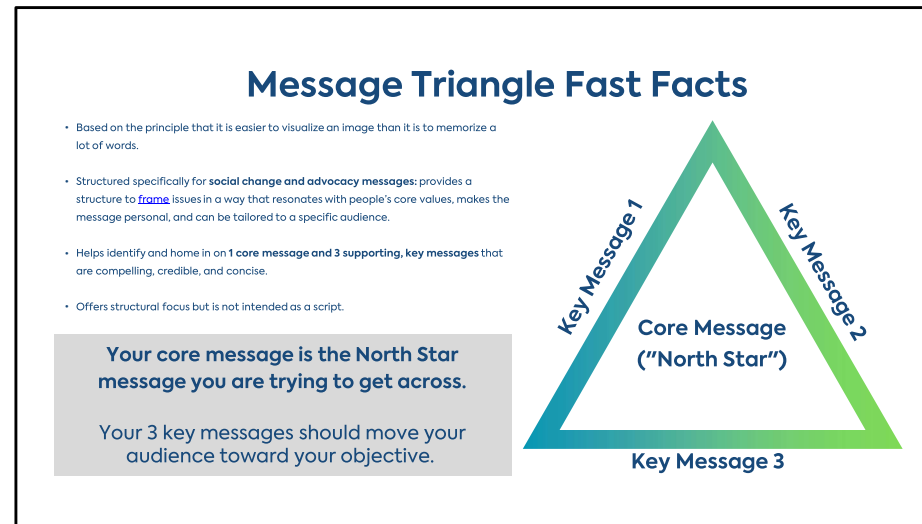 Message Triangle Fast Facts
• Based on the principle that it is easier to visualize an image than it is to memorize a
lot of words.
• Structured specifically for social change and advocacy messages: provides a
structure to frame issues in a way that resonates with people's core values, makes the
message personal, and can be tailored to a specific audience.
• Helps identify and home in on 1 core message and 3 supporting, key messages that
are compelling, credible, and concise.
• Offers structural focus but is not intended as a script.
Your core message is the North Star
message you are trying to get across.
Your 3 key messages should move your
audience toward your objective.
Key Message 1
Key Message 2
Core Message
("North Star")
Key Message 3